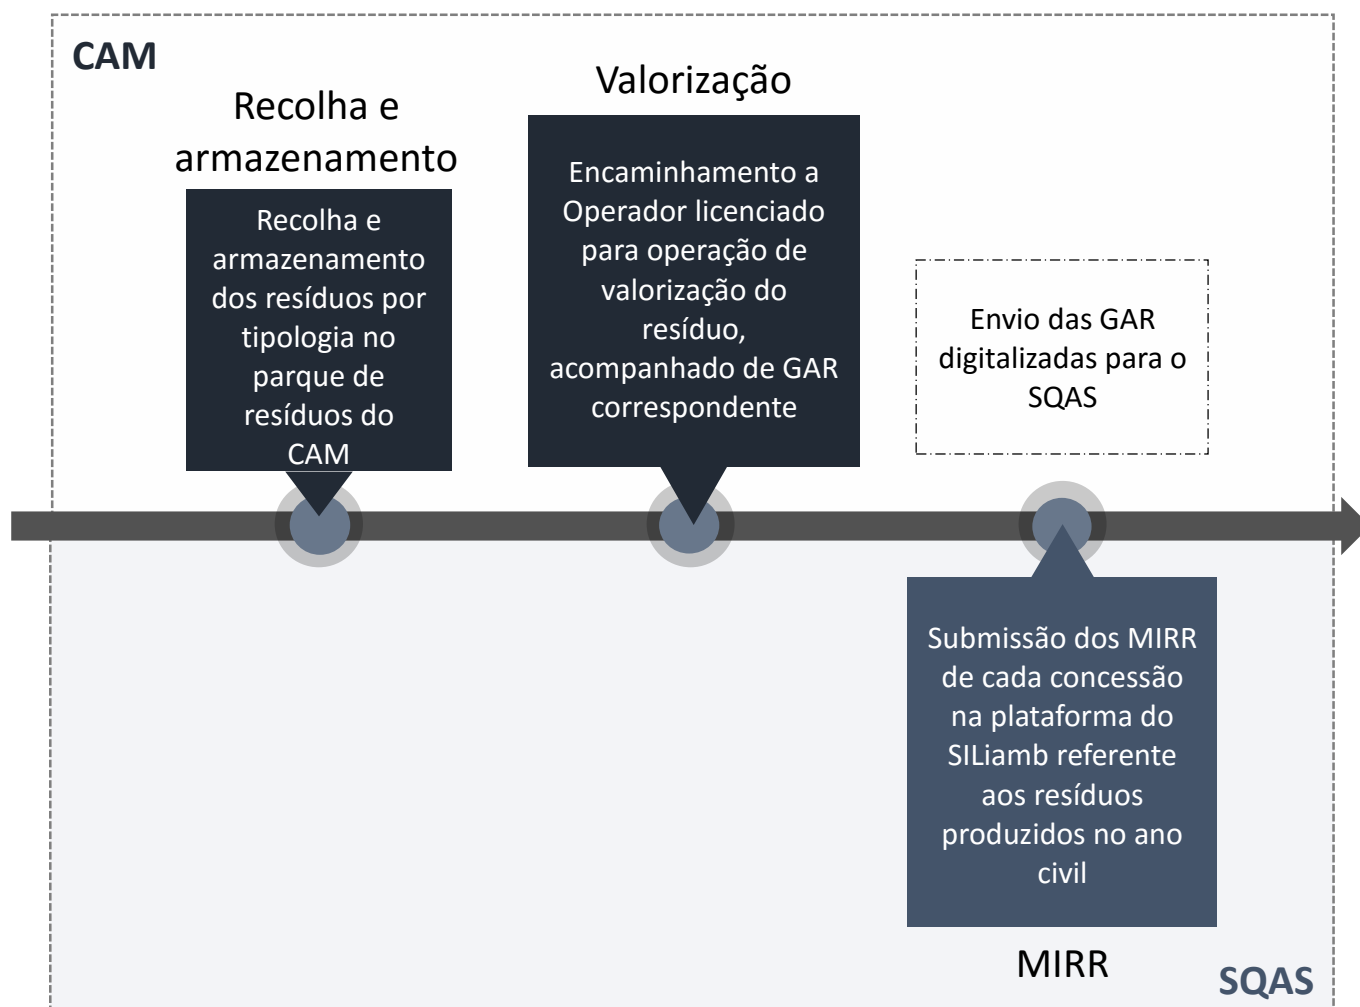 CAM
Recolha e
armazenamento
Recolha e
armazenamento
dos resíduos por
tipologia no
parque de
resíduos do
CAM
Valorização
Encaminhamento a
Operador licenciado
para operação de
valorização do
resíduo,
acompanhado de GAR
correspondente
Envio das GAR
digitalizadas para o
SQAS
Submissão dos MIRR
de cada concessão
na plataforma do
SILiamb referente
aos resíduos
produzidos no ano
civil
MIRR
SQAS